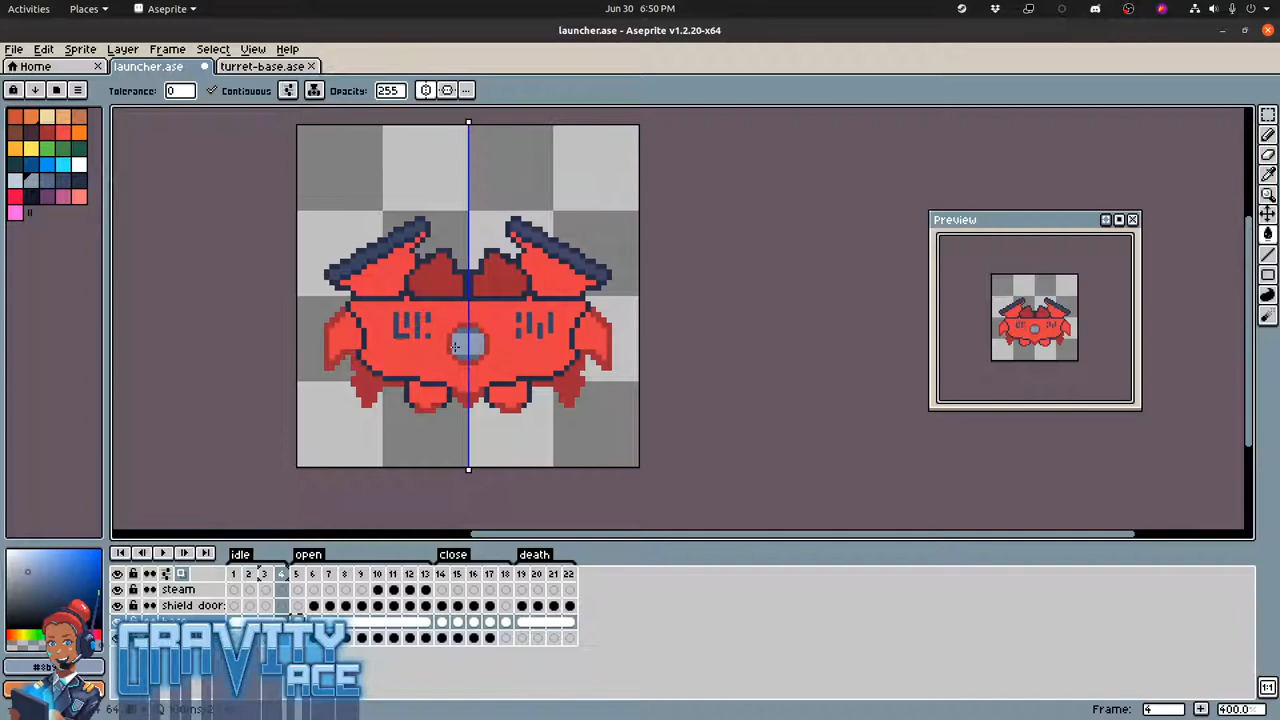 Activities Places Aseprite Jun 30 6:50 PM
launcher.ase - Aseprite v1.2.20-x64
File Edit Sprite Layer Frame Select View Help
Home launcher.ase turret-base.ase
Tolerance: 0 Continuous Opacity: 255 ...
Preview
idle open close death
1 2 3 4 5 6 7 8 9 10 11 12 13 14 15 16 17 18 19 20 21 22
steam
shield door:
GRAVITY
ACE
1:1
Frame: 4 + 400.0